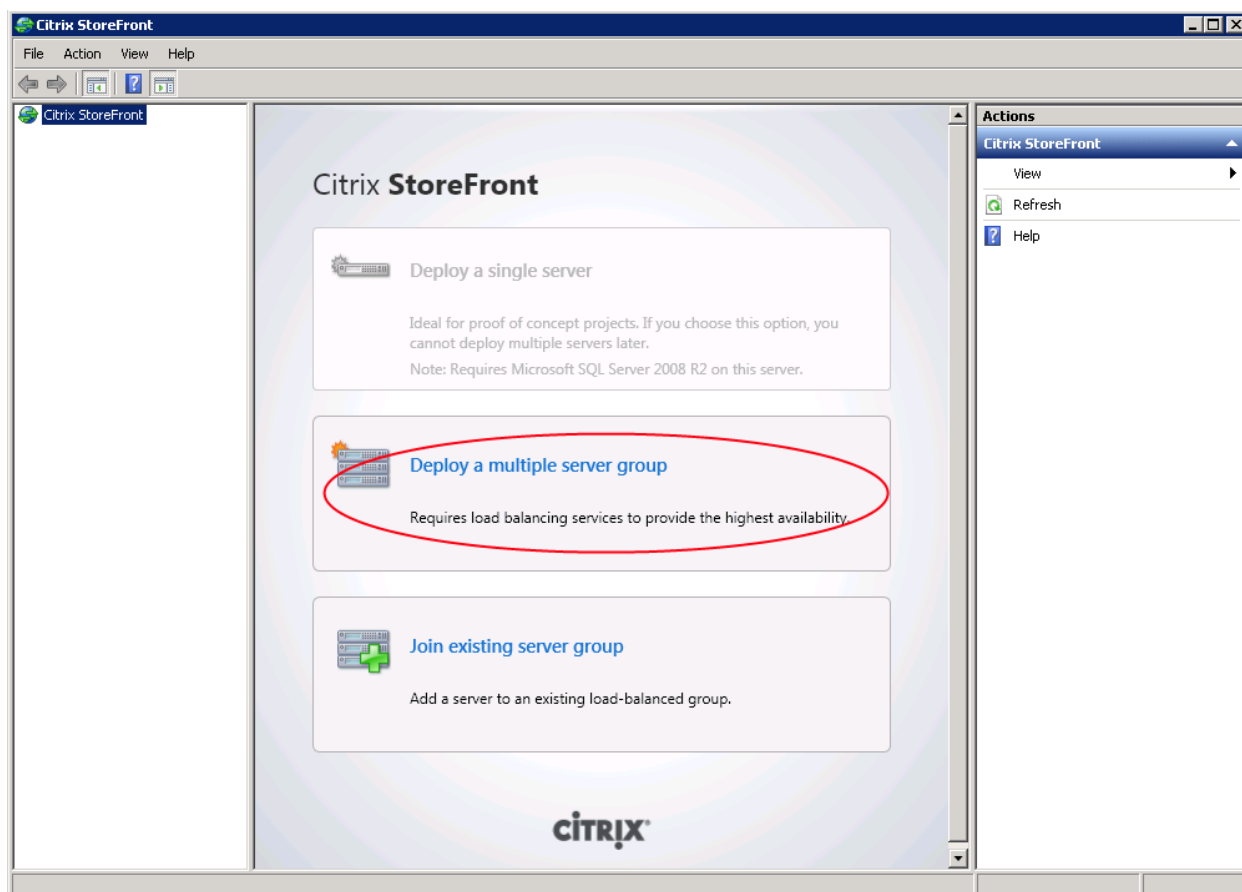 Citrix StoreFront
File Action View Help
Citrix StoreFront
Citrix StoreFront
Deploy a single server
Ideal for proof of concept projects. If you choose this option, you
cannot deploy multiple servers later.
Note: Requires Microsoft SQL Server 2008 R2 on this server.
Deploy a multiple server group
Requires load balancing services to provide the highest availability.
Join existing server group
Add a server to an existing load-balanced group.
CİTRIX
Actions
Citrix StoreFront
View
Refresh
Help